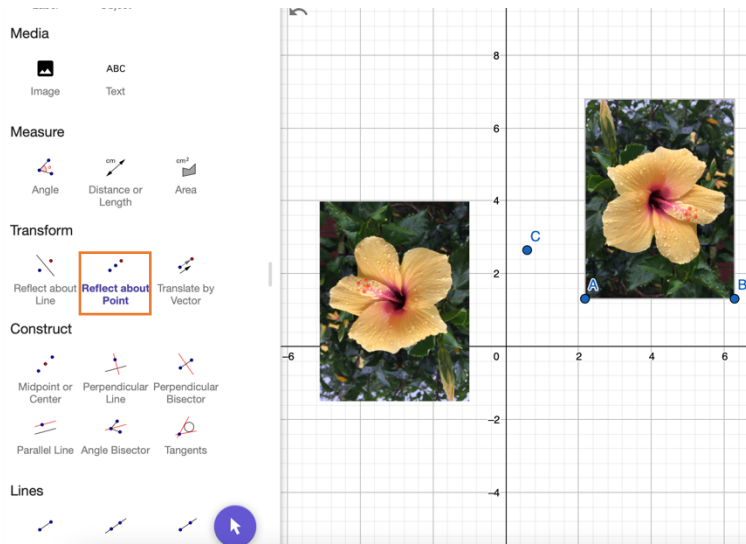 Media
ABC
Image Text
Measure
cm cm²
Angle Distance or Length Area
Transform
Reflect about Line Reflect about Point Translate by Vector
Construct
Midpoint or Center Perpendicular Line Perpendicular Bisector
Parallel Line Angle Bisector Tangents
Lines
8
6
4
2
0
−2
−4
−6
2
4
6
A
B
C